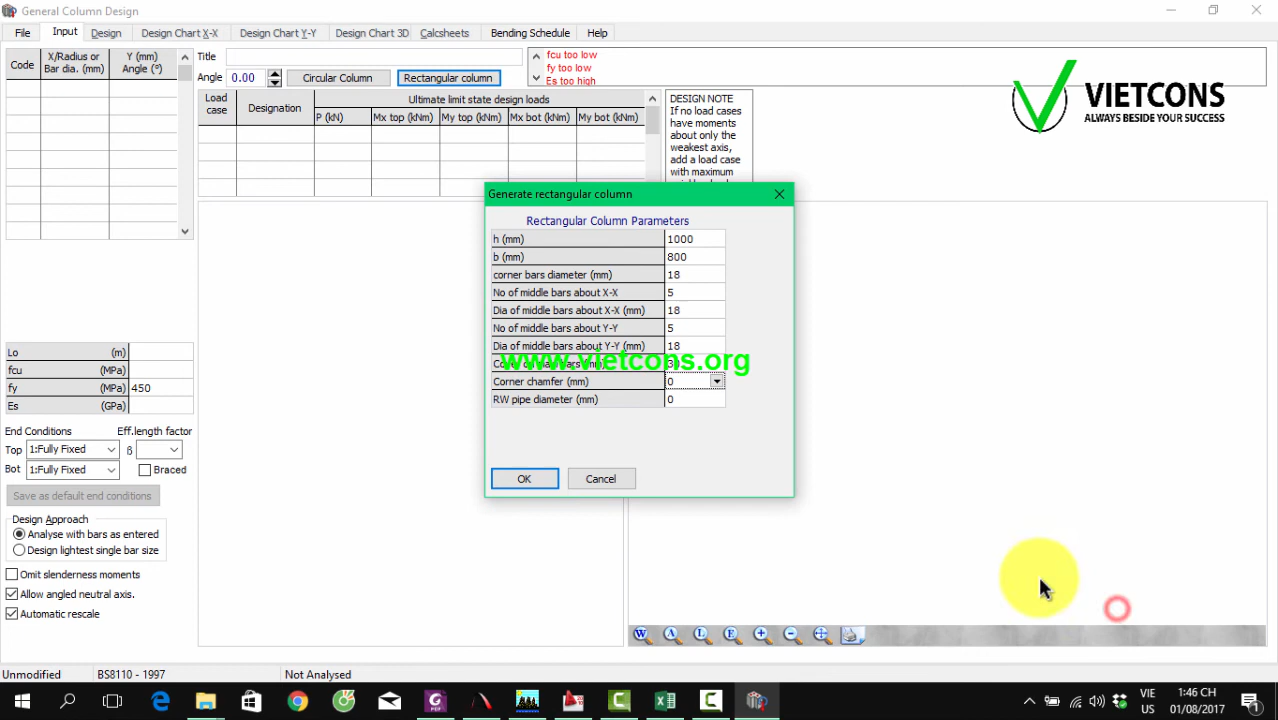 General Column Design
File Input Design Design Chart X-X Design Chart Y-Y Design Chart 3D Calcsheets Bending Schedule Help
Code X/Radius or Bar dia. (mm) Y (mm) Angle (°)
Title
Angle 0.00 Circular Column Rectangular column
fcu too low
fy too low
Es too high
Load case Designation Ultimate limit state design loads
P (kN) Mx top (kNm) My top (kNm) Mx bot (kNm) My bot (kNm)
DESIGN NOTE
If no load cases
have moments
about only the
weakest axis,
add a load case
with maximum
VIETCONS
ALWAYS BESIDE YOUR SUCCESS
Generate rectangular column
Rectangular Column Parameters
h (mm) 1000
b (mm) 800
corner bars diameter (mm) 18
No of middle bars about X-X 5
Dia of middle bars about X-X (mm) 18
No of middle bars about Y-Y 5
Dia of middle bars about Y-Y (mm) 18
www.vietcons.org
Corner chamfer (mm) 0
RW pipe diameter (mm) 0
OK Cancel
Lo (m)
fcu (MPa)
fy (MPa) 450
Es (GPa)
End Conditions Eff.length factor
Top 1:Fully Fixed ß
Bot 1:Fully Fixed Braced
Save as default end conditions
Design Approach
Analyse with bars as entered
Design lightest single bar size
Omit slenderness moments
Allow angled neutral axis.
Automatic rescale
W A L E
Unmodified BS8110 - 1997 Not Analysed
VIE 1:46 CH
US 01/08/2017